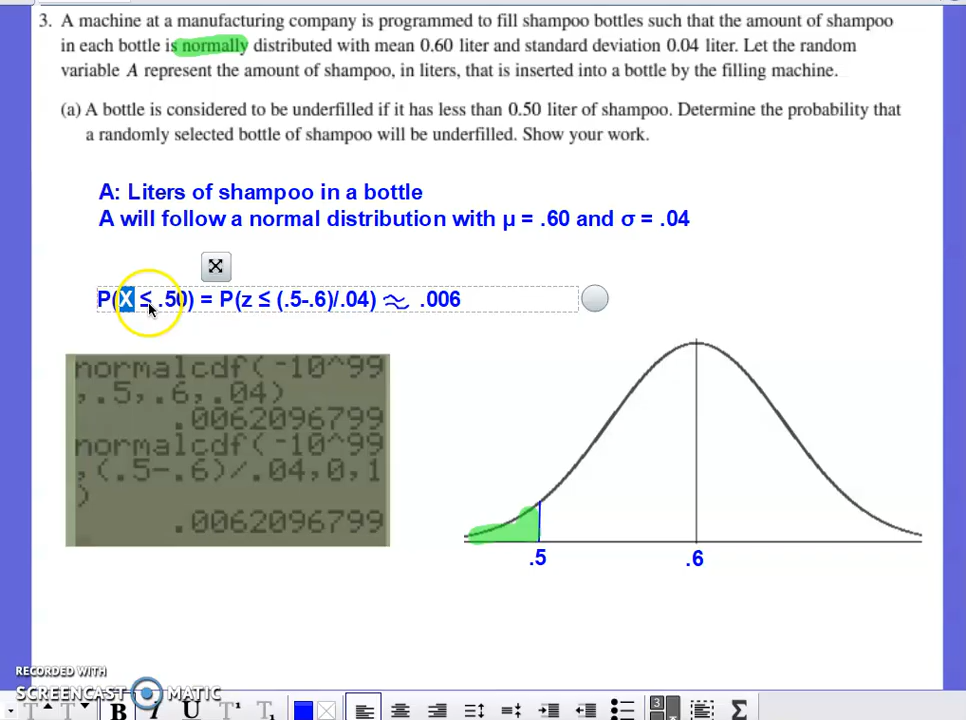 3. A machine at a manufacturing company is programmed to fill shampoo bottles such that the amount of shampoo
in each bottle is normally distributed with mean 0.60 liter and standard deviation 0.04 liter. Let the random
variable A represent the amount of shampoo, in liters, that is inserted into a bottle by the filling machine.
(a) A bottle is considered to be underfilled if it has less than 0.50 liter of shampoo. Determine the probability that
a randomly selected bottle of shampoo will be underfilled. Show your work.
A: Liters of shampoo in a bottle
A will follow a normal distribution with μ = .60 and σ = .04
P(X ≤ .50) = P(z ≤ (.5-.6)/.04) ≈ .006
normalcdf(-10^99
,.5,.6,.04)
.0062096799
normalcdf(-10^99
,(.5-.6)/.04,0,1
)
.0062096799
.5
.6
RECORDED WITH
SCREENCAST MATIC
T T B I U T¹ T₁ 3 Σ